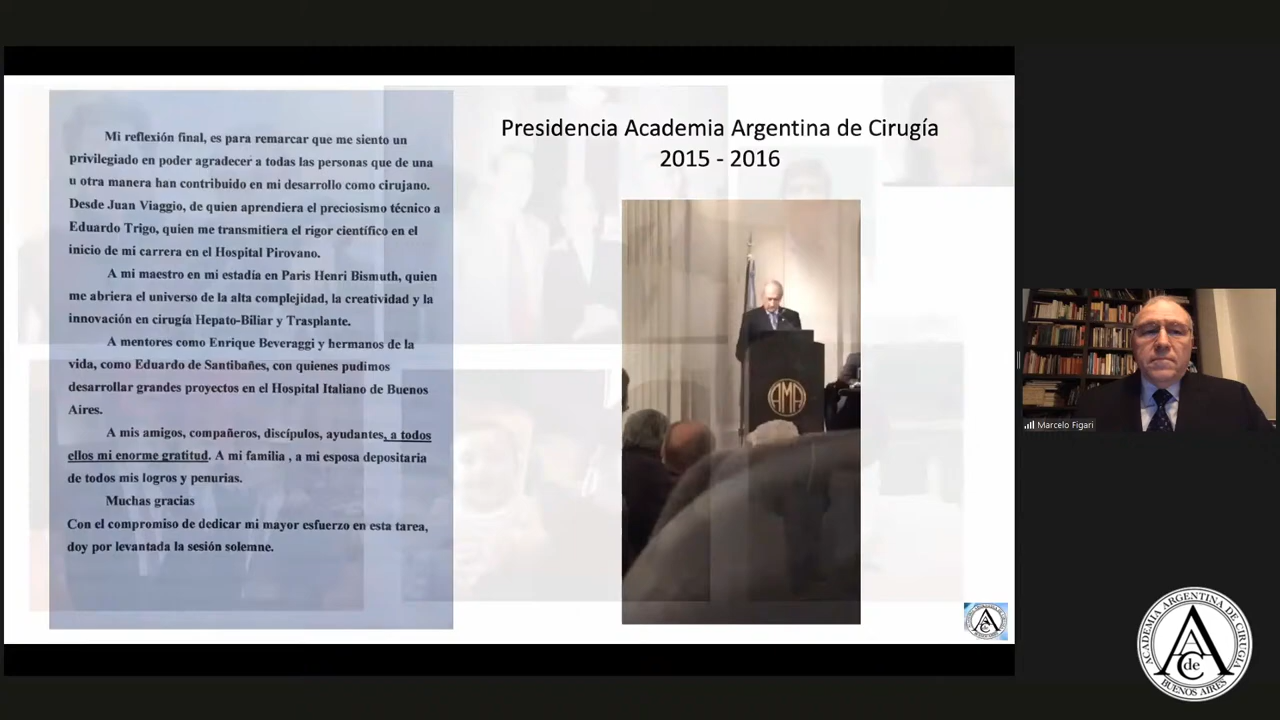 Mi reflexión final, es para remarcar que me siento un
privilegiado en poder agradecer a todas las personas que de una
u otra manera han contribuido en mi desarrollo como cirujano.
Desde Juan Viaggio, de quien aprendiera el preciosismo técnico a
Eduardo Trigo, quien me transmitiera el rigor científico en el
inicio de mi carrera en el Hospital Pirovano.
A mi maestro en mi estadía en Paris Henri Bismuth, quien
me abriera el universo de la alta complejidad, la creatividad y la
innovación en cirugía Hepato-Biliar y Trasplante.
A mentores como Enrique Beveraggi y hermanos de la
vida, como Eduardo de Santibañes, con quienes pudimos
desarrollar grandes proyectos en el Hospital Italiano de Buenos
Aires.
A mis amigos, compañeros, discípulos, ayudantes, a todos
ellos mi enorme gratitud. A mi familia , a mi esposa depositaria
de todos mis logros y penurias.
Muchas gracias
Con el compromiso de dedicar mi mayor esfuerzo en esta tarea,
doy por levantada la sesión solemne.
Presidencia Academia Argentina de Cirugía
2015 - 2016
AMA
Marcelo Figari
ACADEMIA ARGENTINA DE CIRUGÍA
A de C
BUENOS AIRES